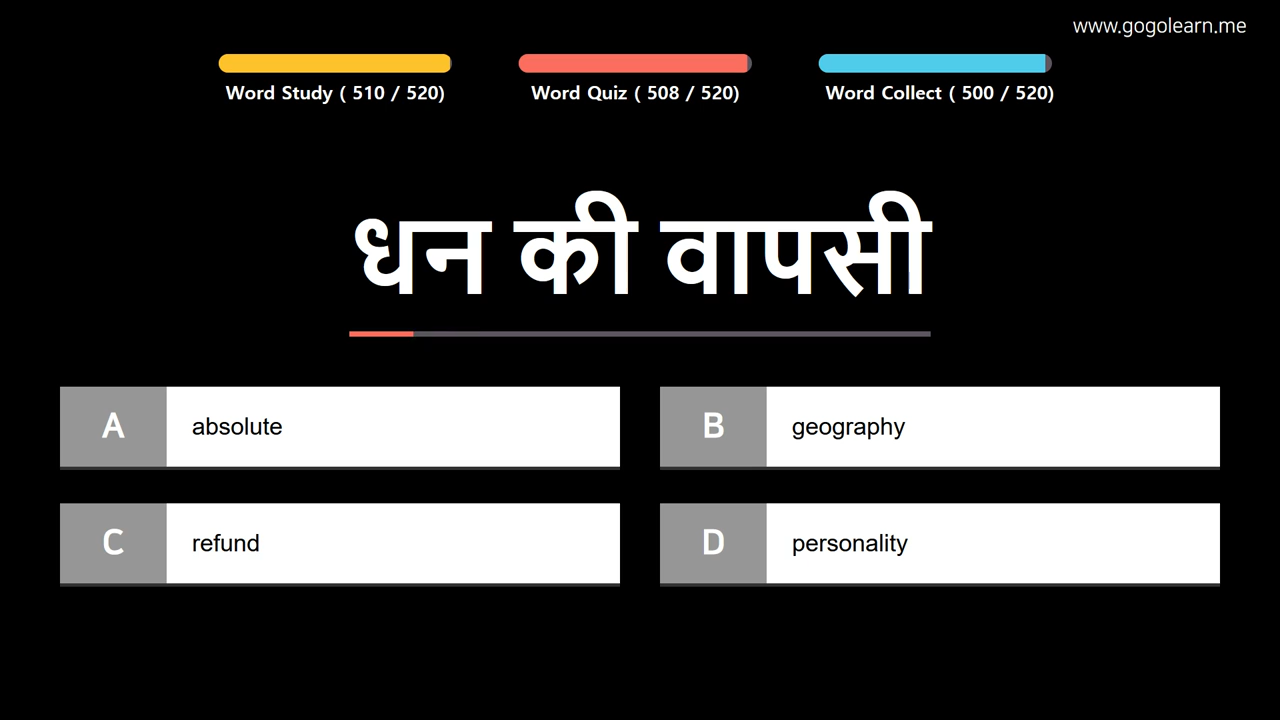 www.gogolearn.me
Word Study ( 510 / 520)
Word Quiz ( 508 / 520)
Word Collect ( 500 / 520)
धन की वापसी
A absolute
B geography
C refund
D personality